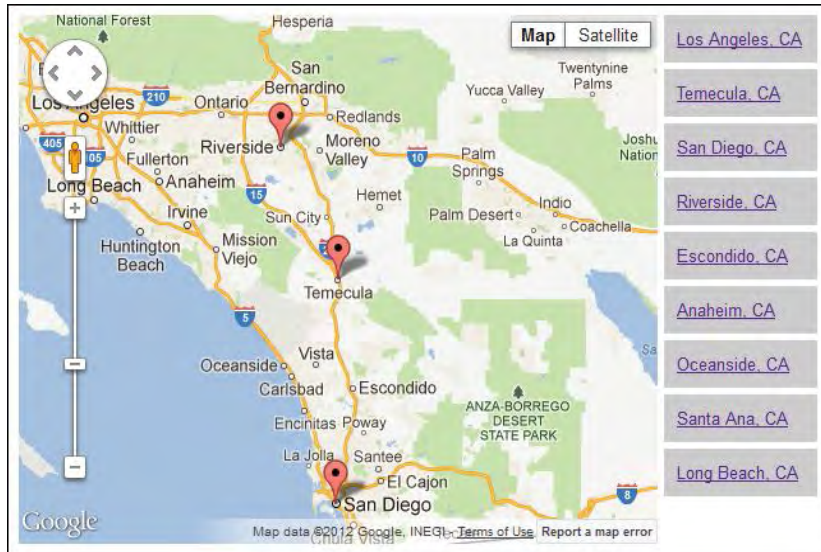 National Forest
Hesperia
Map
Satellite
Los Angeles, CA
San
Bernardino
Twentynine
Palms
Yucca Valley
210
Ontario
Redlands
Temecula, CA
Los Angeles
Whittier
Riverside
Moreno
Valley
10
Palm
Springs
San Diego, CA
405
105
Fullerton
Anaheim
Long Beach
15
Hemet
Indio
Riverside, CA
Irvine
Sun City
Palm Desert
Coachella
La Quinta
Huntington
Beach
Mission
Viejo
Escondido, CA
Temecula
Anaheim, CA
5
Vista
Oceanside
Oceanside, CA
Carlsbad
Escondido
ANZA-BORREGO
DESERT
STATE PARK
Encinitas
Poway
Santa Ana, CA
La Jolla
Santee
El Cajon
Long Beach, CA
8
San Diego
Google
Map data ©2012 Google, INEGI - Terms of Use
Report a map error
Chula Vista